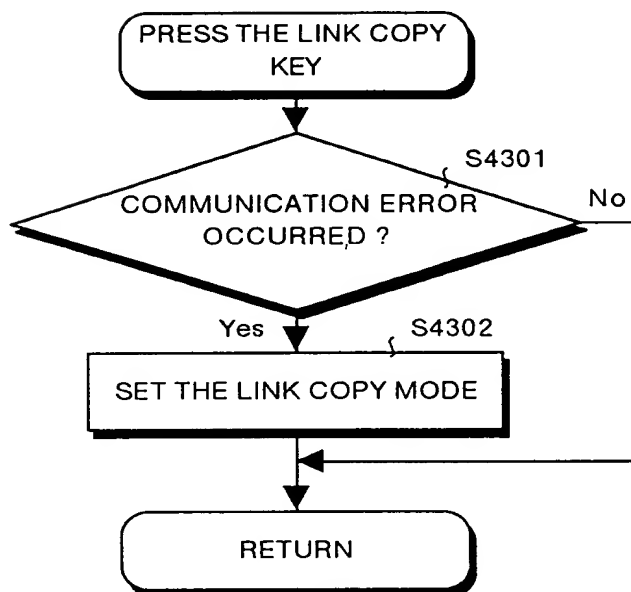 PRESS THE LINK COPY
KEY
S4301
COMMUNICATION ERROR
OCCURRED ?
No
Yes
S4302
SET THE LINK COPY MODE
RETURN